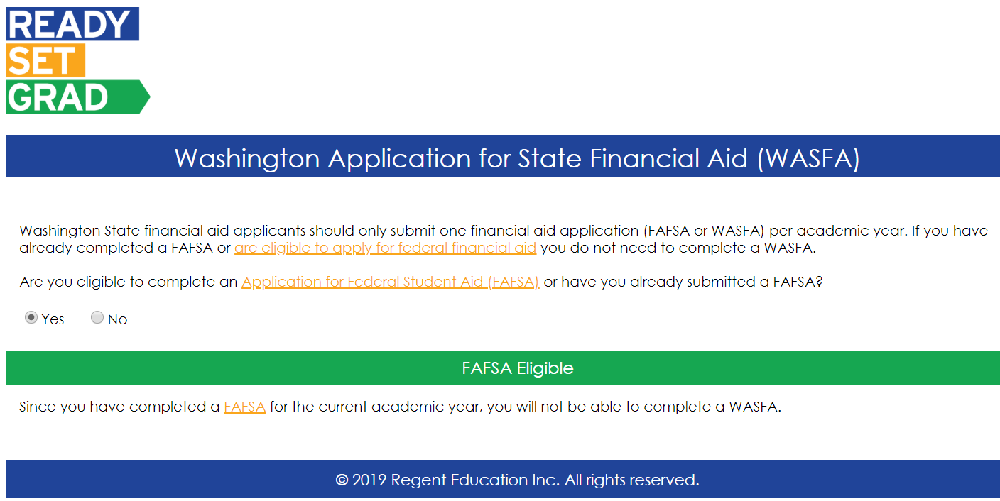 READY
SET
GRAD
Washington Application for State Financial Aid (WASFA)
Washington State financial aid applicants should only submit one financial aid application (FAFSA or WASFA) per academic year. If you have
already completed a FAFSA or are eligible to apply for federal financial aid you do not need to complete a WASFA.
Are you eligible to complete an Application for Federal Student Aid (FAFSA) or have you already submitted a FAFSA?
Yes No
FAFSA Eligible
Since you have completed a FAFSA for the current academic year, you will not be able to complete a WASFA.
© 2019 Regent Education Inc. All rights reserved.